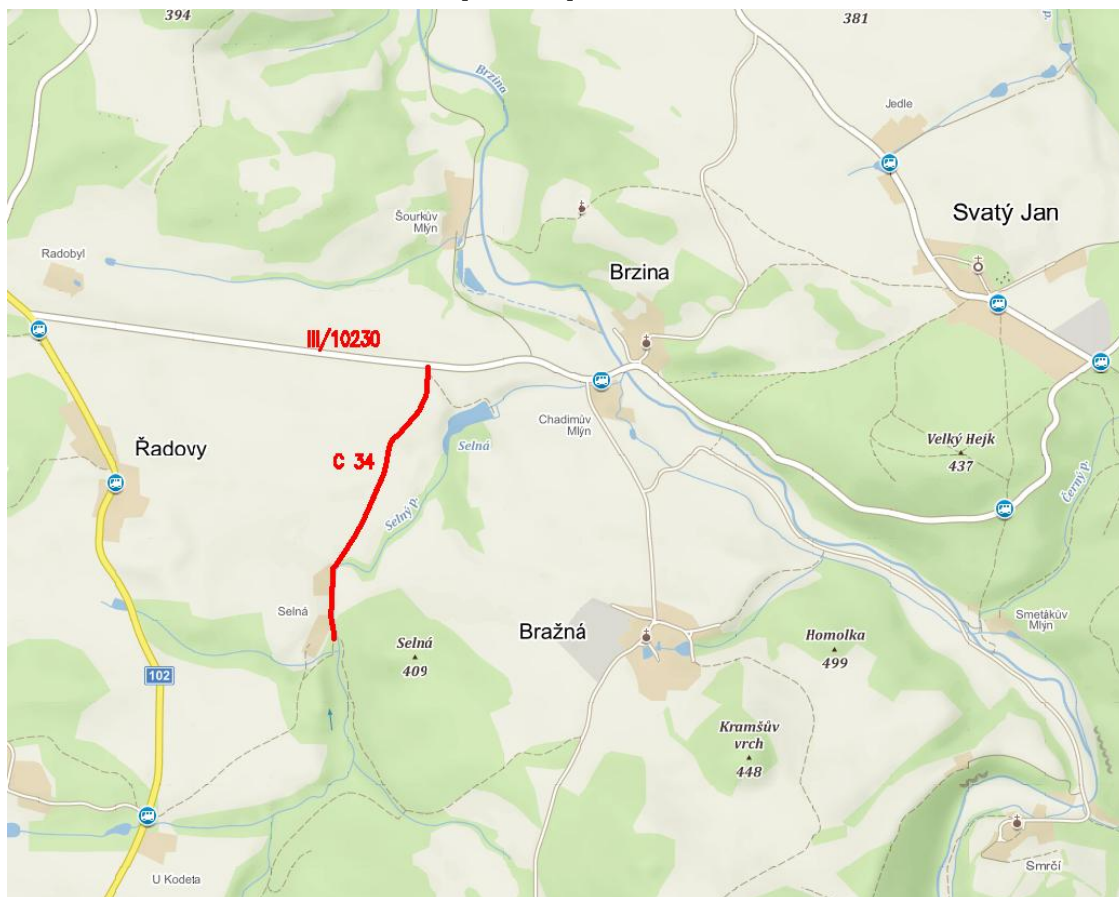 394
381
Brzina
Jedle
Šourkův
Mlýn
Svatý Jan
Radobyl
Brzina
III/10230
Chadimův
Mlýn
Velký Hejk
437
Řadovy
Selná
C 34
Černý p.
Selný p.
Selná
Smetákův
Mlýn
Bražná
Homolka
499
Selná
409
102
Kramšův
vrch
448
Smrčí
U Kodeta